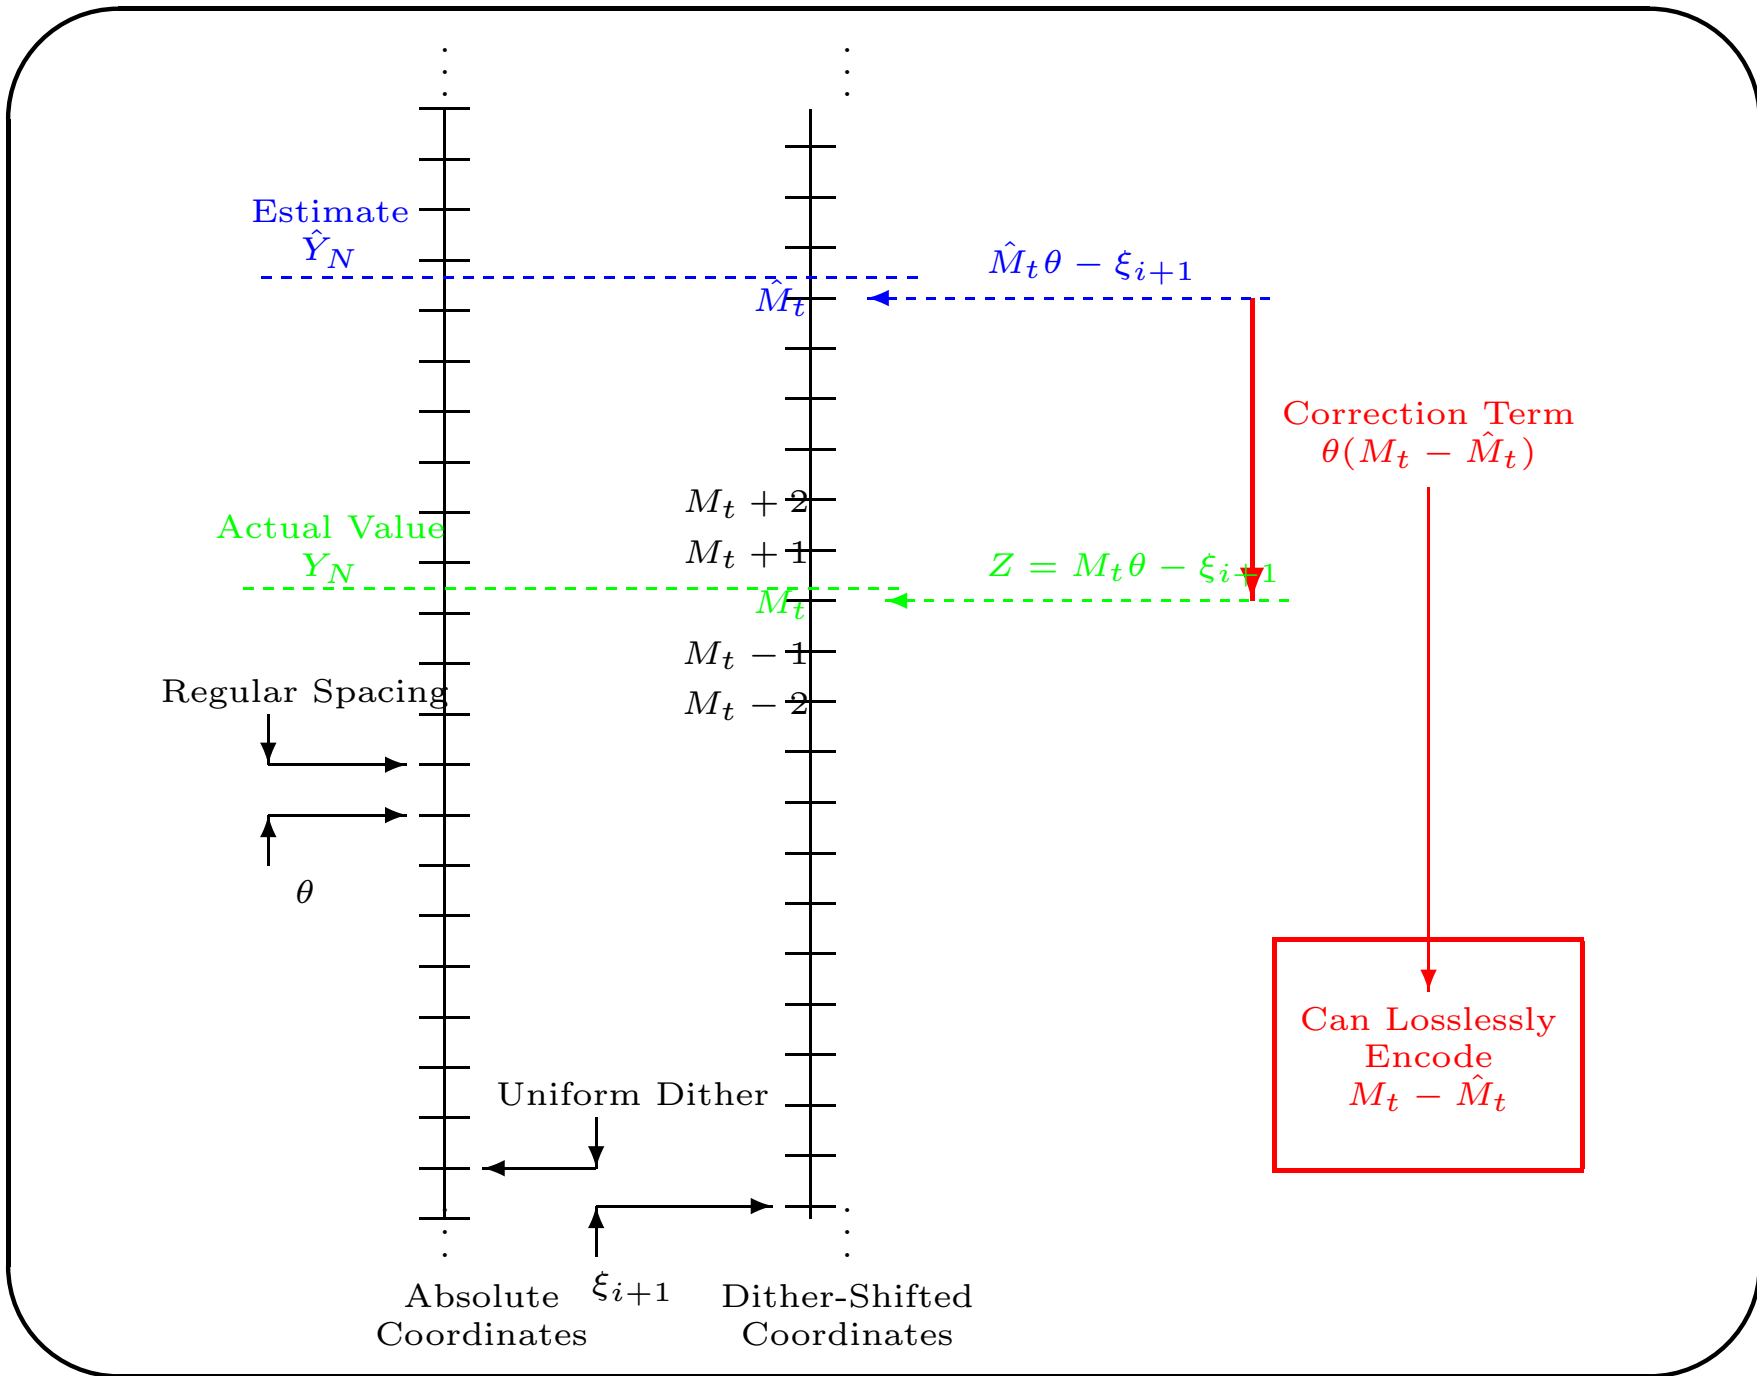 Estimate
Ŷ_N
M̂_tθ − ξ_{i+1}
M̂_t
Correction Term
θ(M_t − M̂_t)
M_t + 2
Actual Value
M_t + 1
Y_N
Z = M_tθ − ξ_{i+1}
M_t
M_t − 1
Regular Spacing
M_t − 2
θ
Can Losslessly
Encode
M_t − M̂_t
Uniform Dither
ξ_{i+1}
Absolute
Coordinates
Dither-Shifted
Coordinates